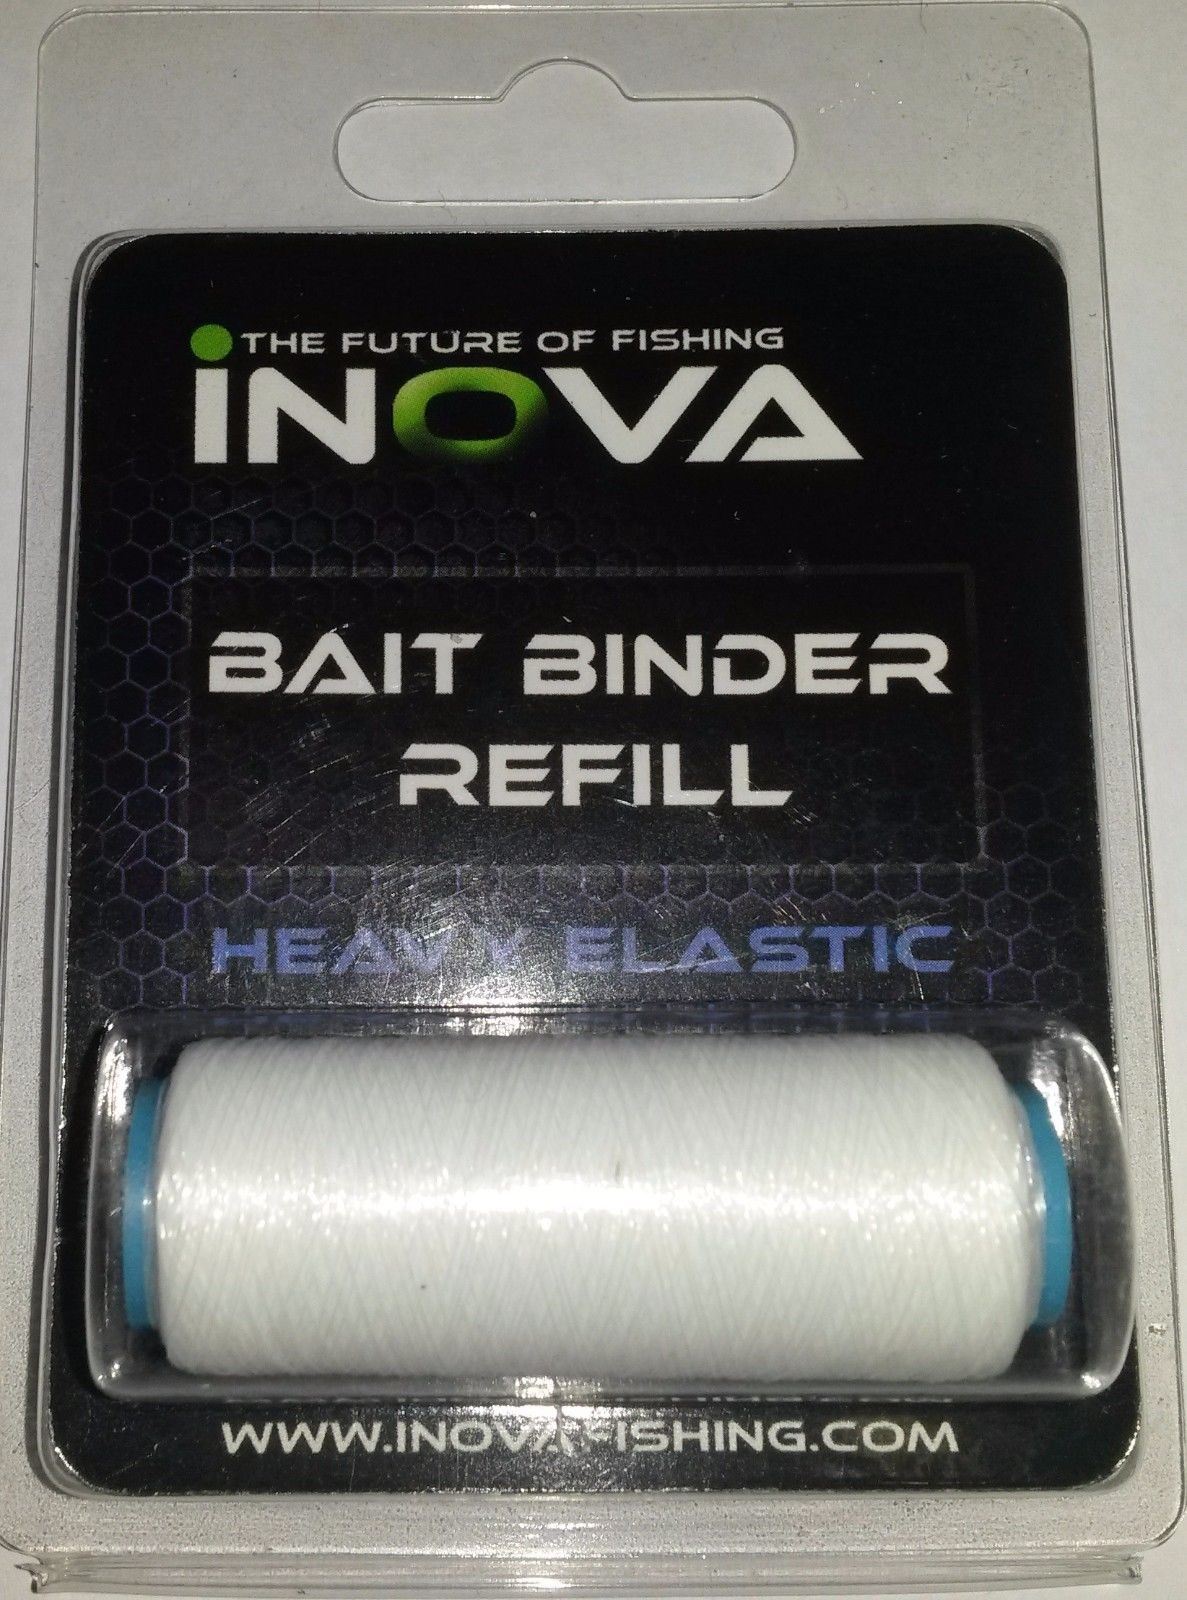 THE FUTURE OF FISHING
iNOVA
BAIT BINDER
REFILL
HEAVY ELASTIC
WWW.INOVAFISHING.COM